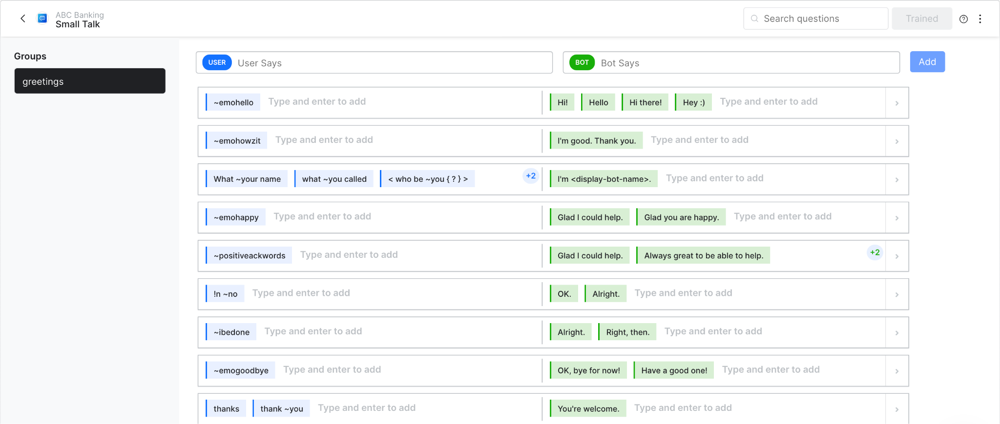 ABC Banking
Small Talk
Search questions
Trained
Groups
greetings
USER User Says
BOT Bot Says
Add
~emohello Type and enter to add Hi! Hello Hi there! Hey :) Type and enter to add
~emohowzit Type and enter to add I'm good. Thank you. Type and enter to add
What ~your name what ~you called < who be ~you { ? } > +2 I'm <display-bot-name>. Type and enter to add
~emohappy Type and enter to add Glad I could help. Glad you are happy. Type and enter to add
~positiveackwords Type and enter to add Glad I could help. Always great to be able to help. +2
!n ~no Type and enter to add OK. Alright. Type and enter to add
~ibedone Type and enter to add Alright. Right, then. Type and enter to add
~emogoodbye Type and enter to add OK, bye for now! Have a good one! Type and enter to add
thanks thank ~you Type and enter to add You're welcome. Type and enter to add